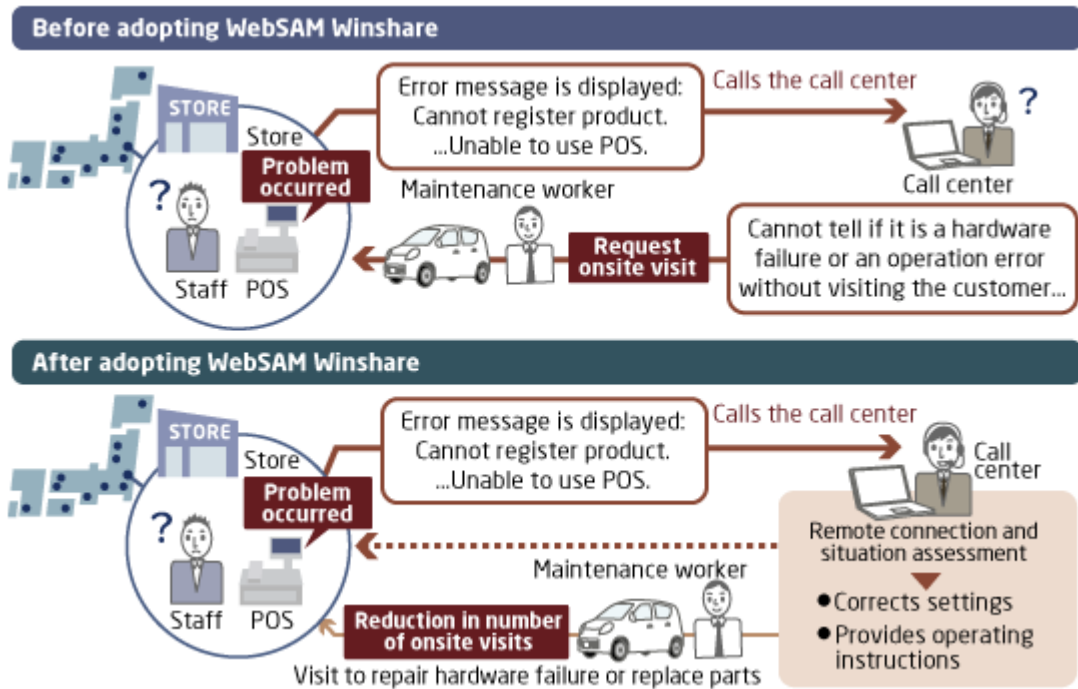 Before adopting WebSAM Winshare
STORE
Store
Problem
occurred
?
Staff
POS
Error message is displayed:
Cannot register product.
...Unable to use POS.
Calls the call center
?
Call center
Maintenance worker
Request
onsite visit
Cannot tell if it is a hardware
failure or an operation error
without visiting the customer...
After adopting WebSAM Winshare
STORE
Store
Problem
occurred
?
Staff
POS
Error message is displayed:
Cannot register product.
...Unable to use POS.
Calls the call center
Call
center
Remote connection and
situation assessment
●Corrects settings
●Provides operating
instructions
Maintenance worker
Reduction in number
of onsite visits
Visit to repair hardware failure or replace parts